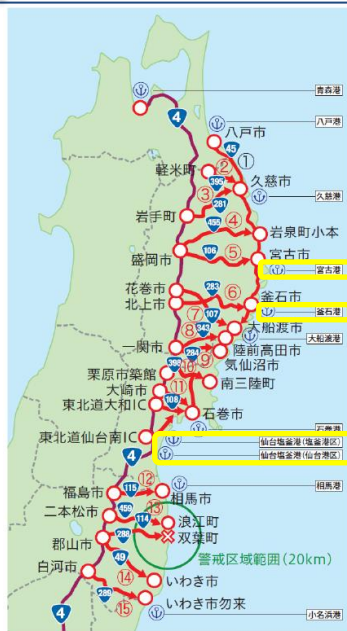 青森港
4
八戸港
八戸市
45
①
軽米町
②
395
久慈市
③
281
久慈港
岩手町
455
④
岩泉町小本
盛岡市
106
⑤
宮古市
宮古港
花巻市
283
⑥
釜石市
北上市
⑦
107
釜石港
⑧
343
大船渡市
大船渡港
一関市
284
⑨
陸前高田市
398
⑩
気仙沼市
栗原市築館
南三陸町
大崎市
⑪
108
東北道大和IC
石巻市
石巻港
東北道仙台南IC
仙台塩釜港(塩釜港区)
仙台塩釜港(仙台港区)
4
⑫
相馬港
福島市
115
相馬市
459
⑬
二本松市
114
浪江町
288
双葉町
郡山市
49
警戒区域範囲(20km)
白河市
⑭
いわき市
289
⑮
いわき市勿来
4
小名浜港